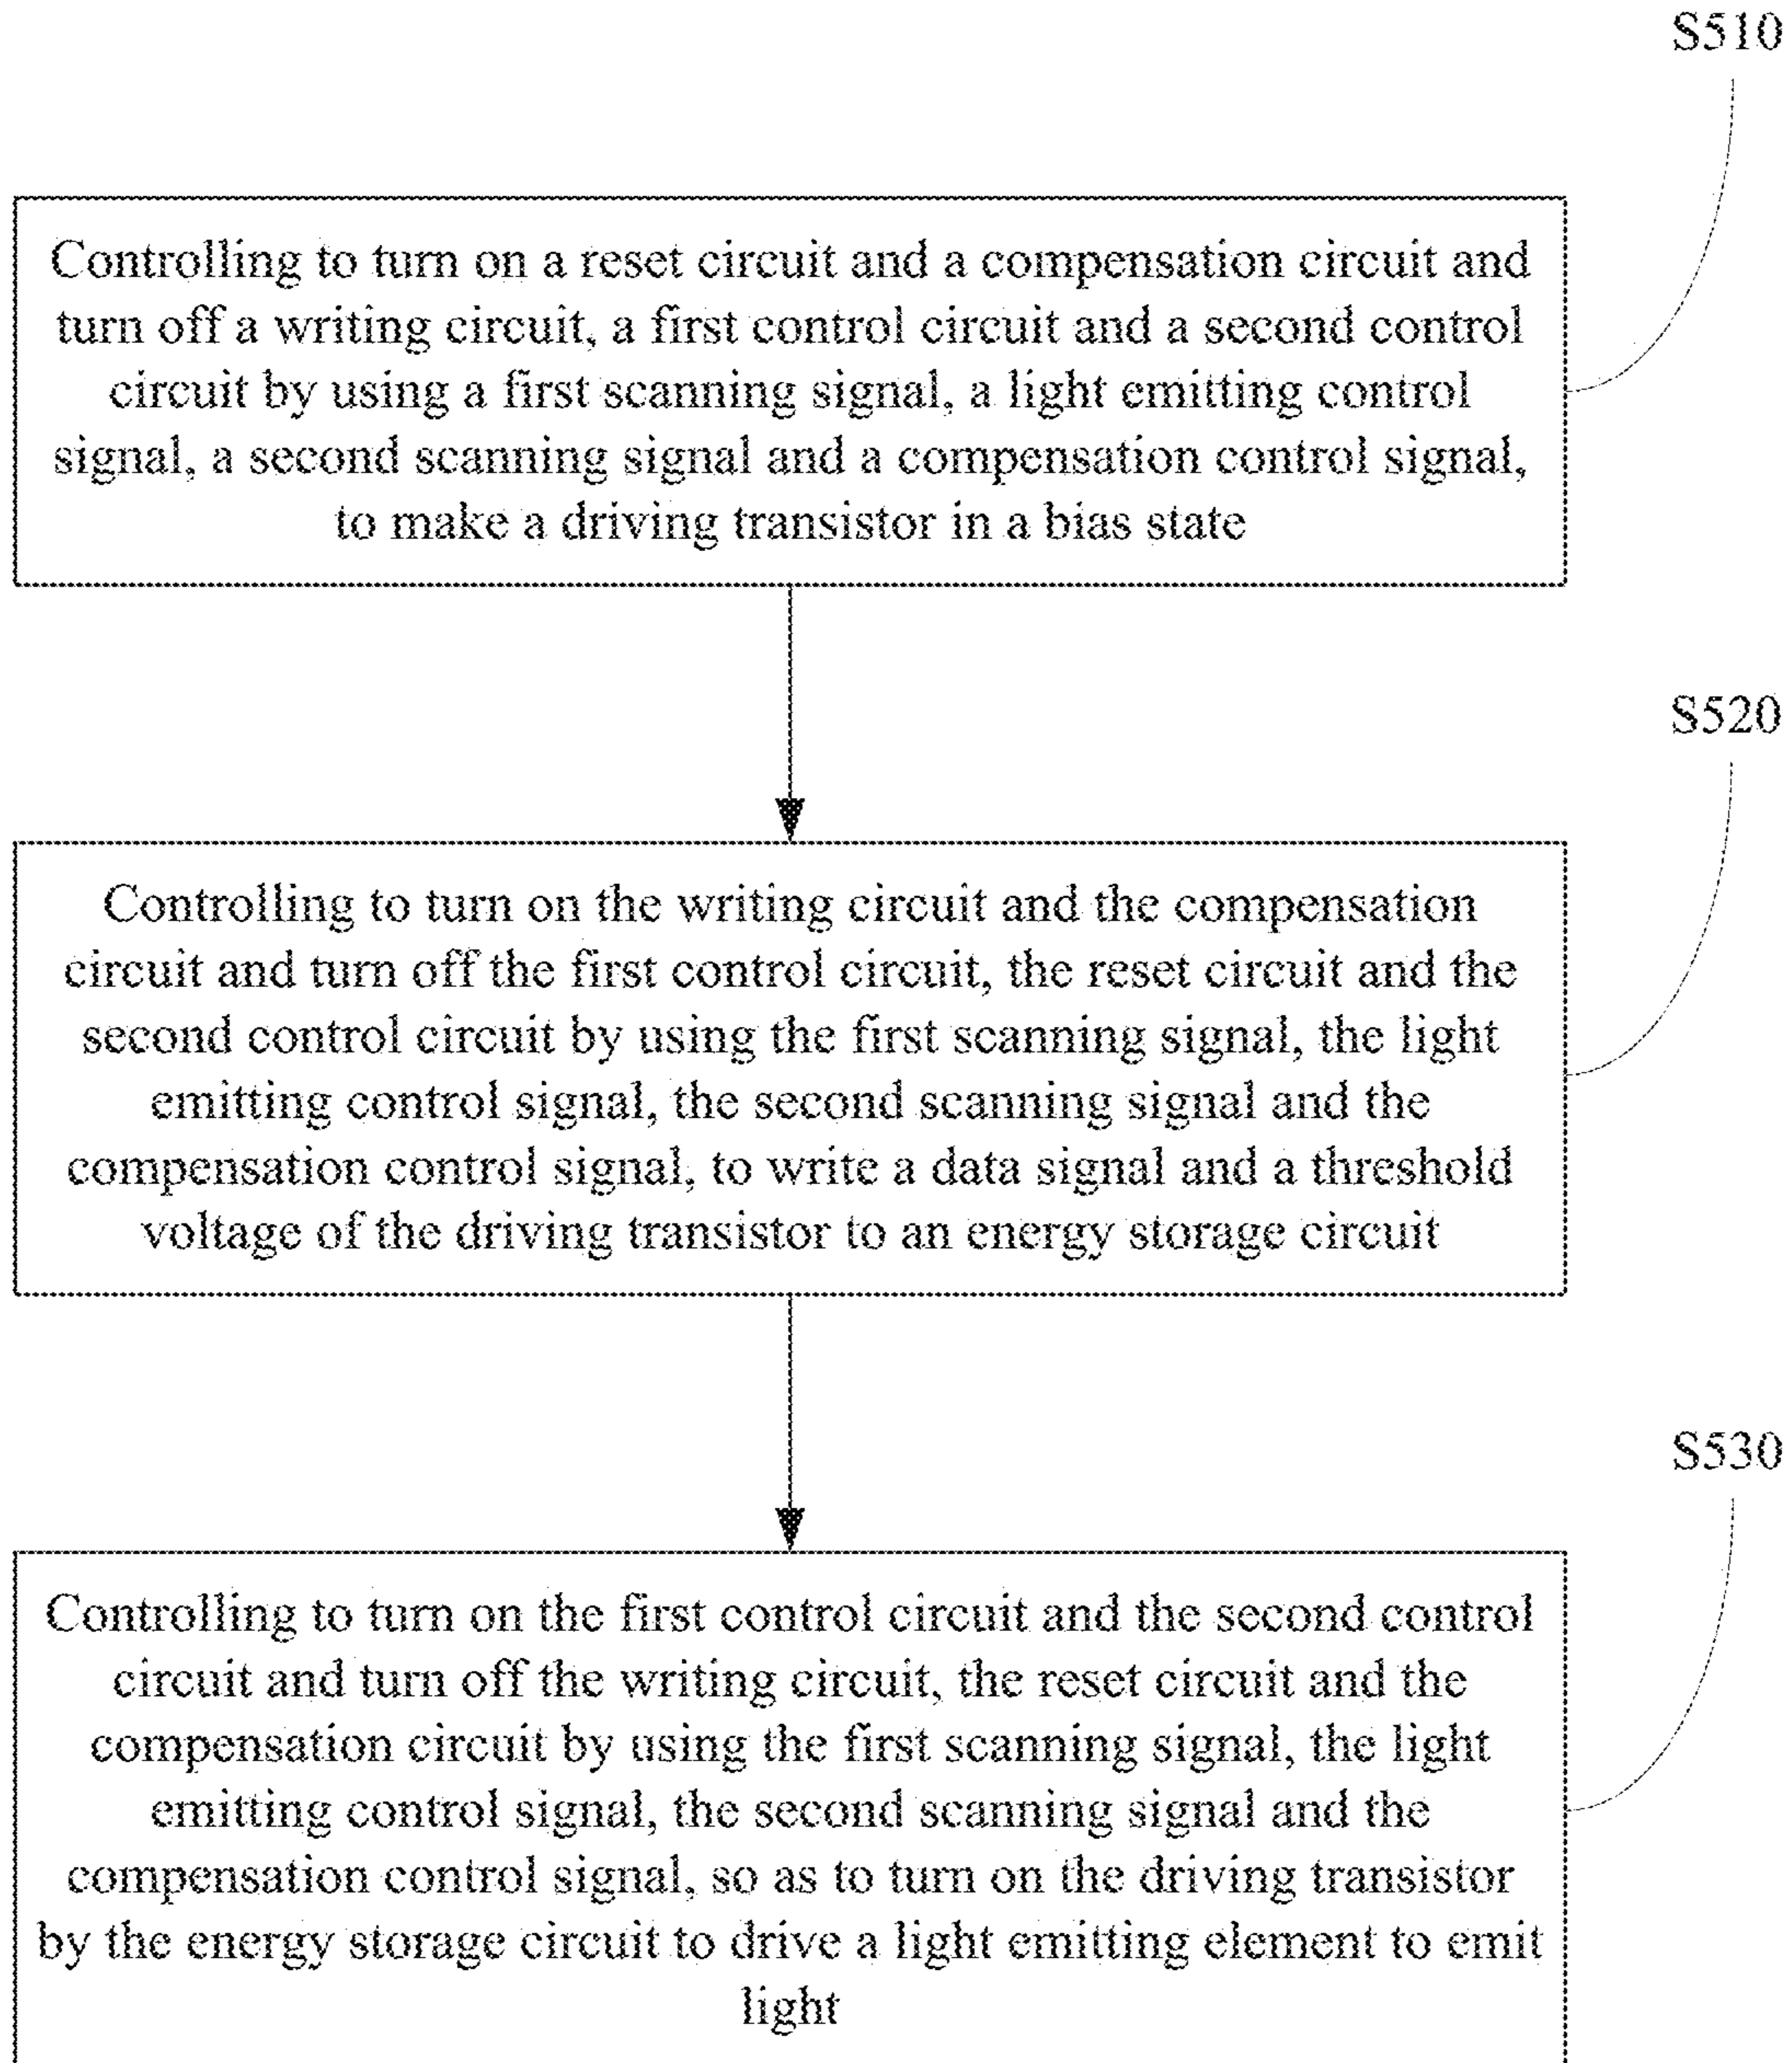 S510
Controlling to turn on a reset circuit and a compensation circuit and
turn off a writing circuit, a first control circuit and a second control
circuit by using a first scanning signal, a light emitting control
signal, a second scanning signal and a compensation control signal,
to make a driving transistor in a bias state
S520
Controlling to turn on the writing circuit and the compensation
circuit and turn off the first control circuit, the reset circuit and the
second control circuit by using the first scanning signal, the light
emitting control signal, the second scanning signal and the
compensation control signal, to write a data signal and a threshold
voltage of the driving transistor to an energy storage circuit
S530
Controlling to turn on the first control circuit and the second control
circuit and turn off the writing circuit, the reset circuit and the
compensation circuit by using the first scanning signal, the light
emitting control signal, the second scanning signal and the
compensation control signal, so as to turn on the driving transistor
by the energy storage circuit to drive a light emitting element to emit
light